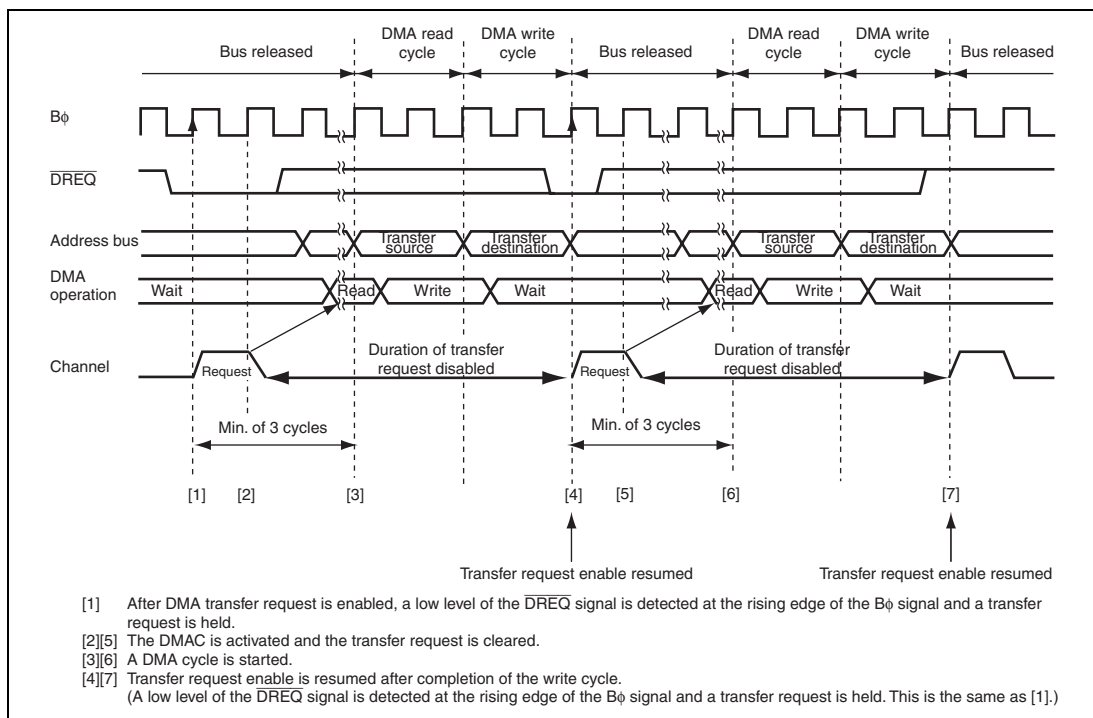 DMA read cycle DMA write cycle DMA read cycle DMA write cycle
Bus released Bus released Bus released
Bφ
DREQ
Address bus Transfer source Transfer destination Transfer source Transfer destination
DMA operation Wait Read Write Wait Read Write Wait
Channel Request Duration of transfer request disabled Request Duration of transfer request disabled
Min. of 3 cycles Min. of 3 cycles
[1] [2] [3] [4] [5] [6] [7]
Transfer request enable resumed Transfer request enable resumed
[1] After DMA transfer request is enabled, a low level of the DREQ signal is detected at the rising edge of the Bφ signal and a transfer
request is held.
[2][5] The DMAC is activated and the transfer request is cleared.
[3][6] A DMA cycle is started.
[4][7] Transfer request enable is resumed after completion of the write cycle.
(A low level of the DREQ signal is detected at the rising edge of the Bφ signal and a transfer request is held. This is the same as [1].)